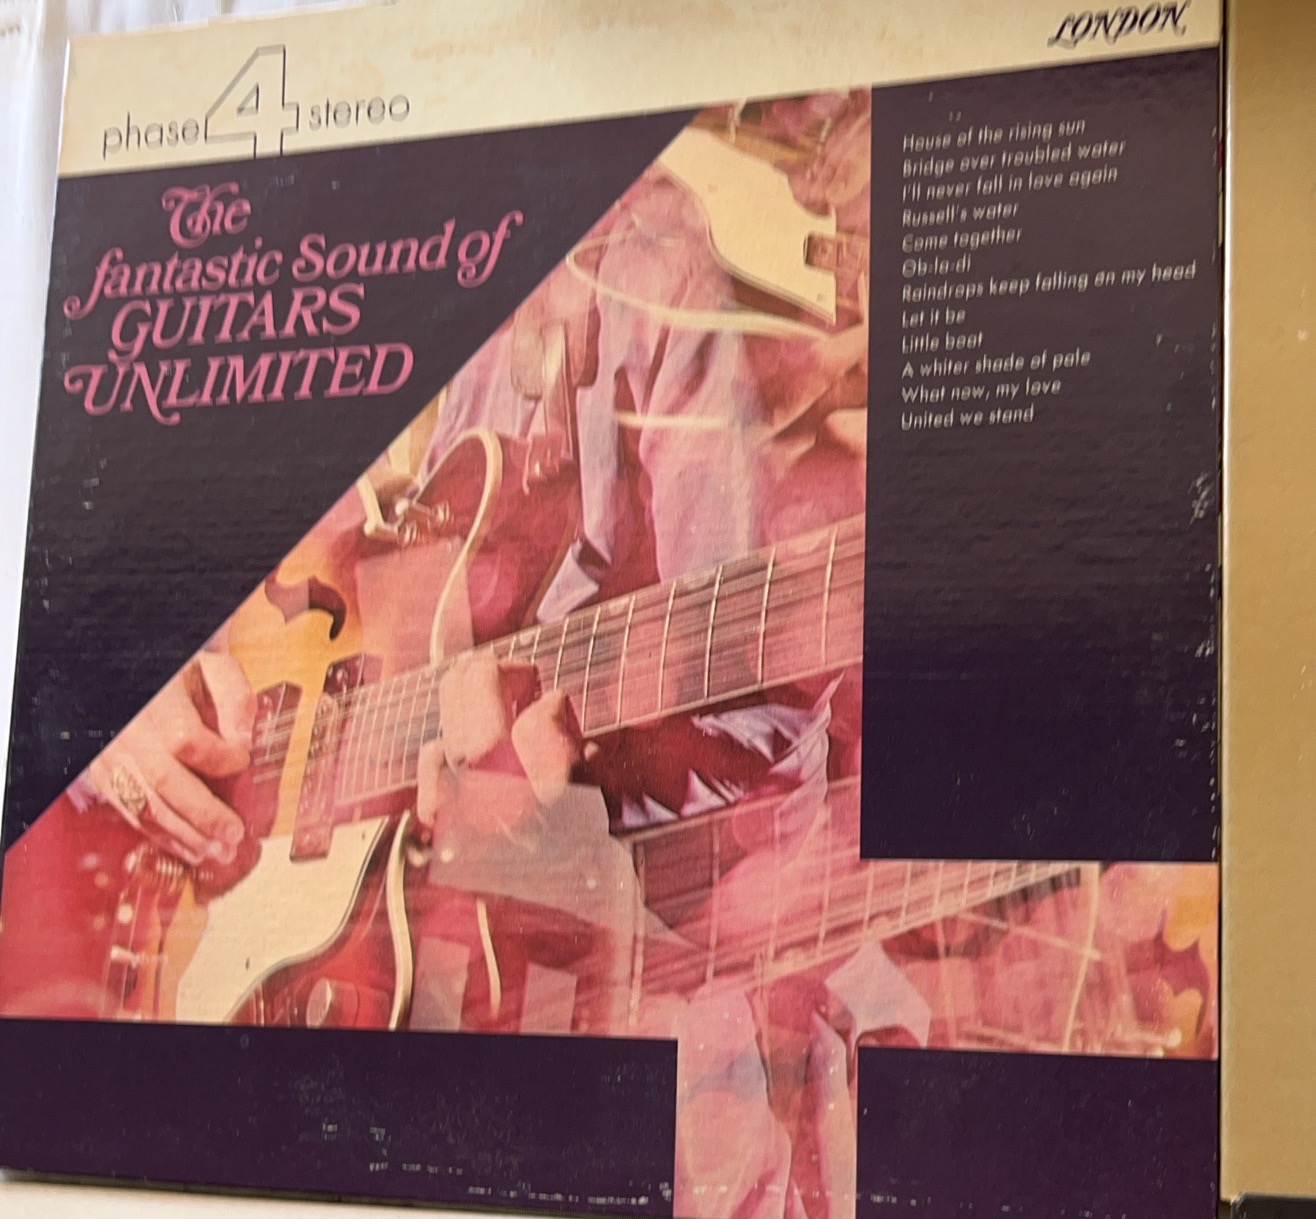 LONDON
phase 4 stereo
The
fantastic Sound of
GUITARS
UNLIMITED
House of the rising sun
Bridge over troubled water
I'll never fall in love again
Russell's water
Come together
Ob-la-di
Raindrops keep falling on my head
Let it be
Little boat
A whiter shade of pale
What now, my love
United we stand